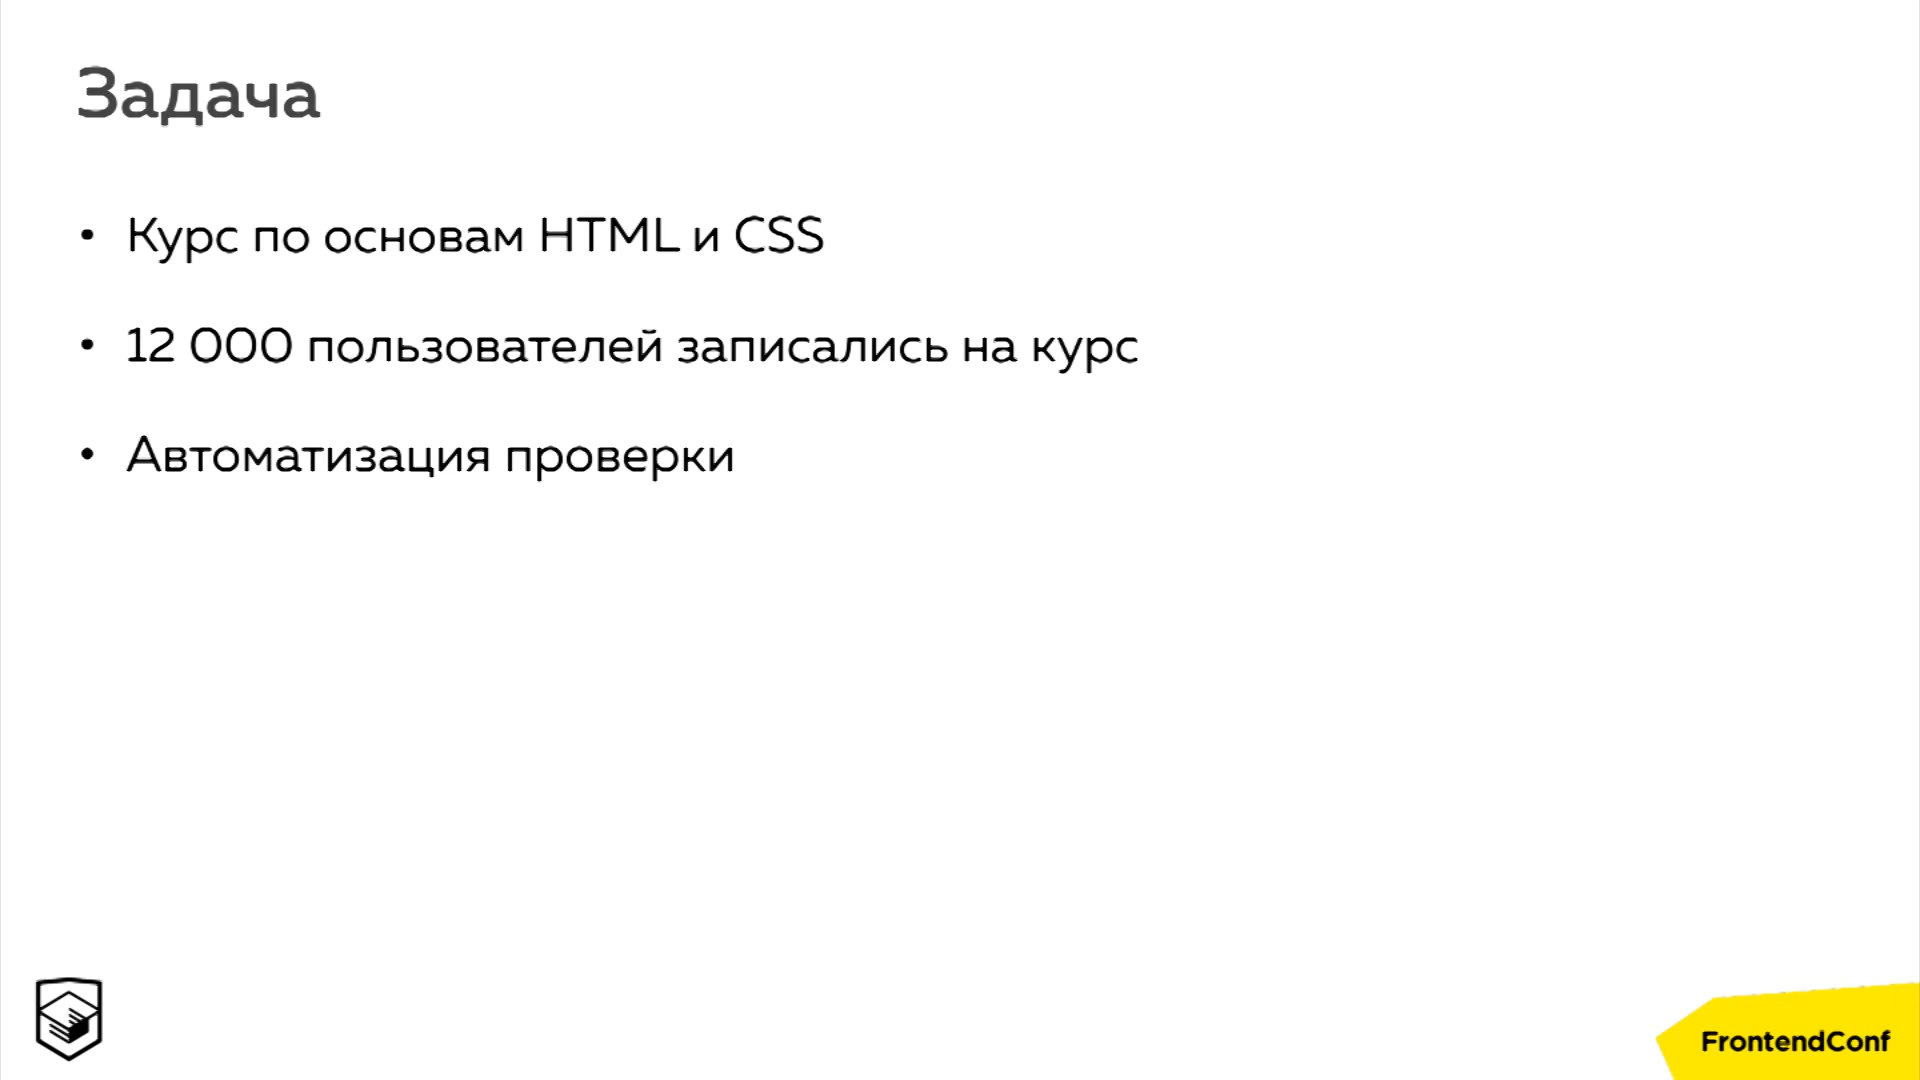 Задача
• Курс по основам HTML и CSS
• 12 000 пользователей записались на курс
• Автоматизация проверки
FrontendConf